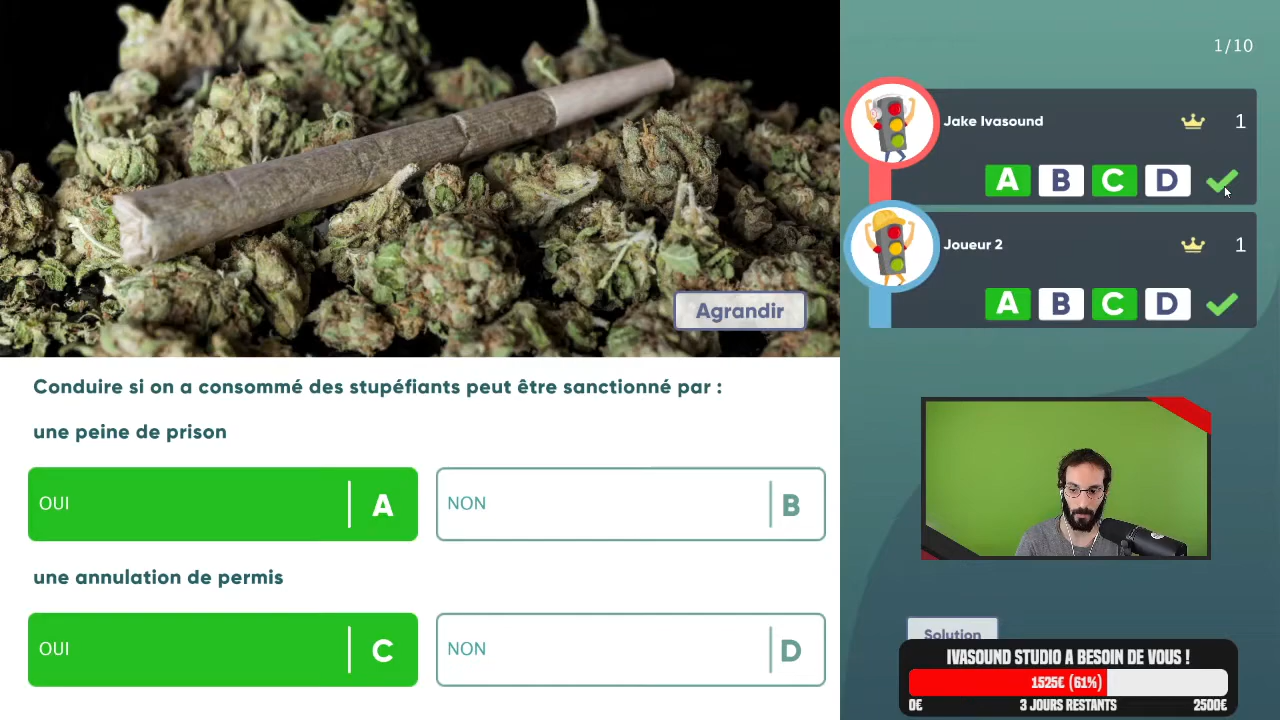 Agrandir
Conduire si on a consommé des stupéfiants peut être sanctionné par :
une peine de prison
OUI A
NON B
une annulation de permis
OUI C
NON D
1/10
Jake Ivasound 1
A B C D
Joueur 2 1
A B C D
Solution
IVASOUND STUDIO A BESOIN DE VOUS !
1525€ (61%)
0€ 3 JOURS RESTANTS 2500€